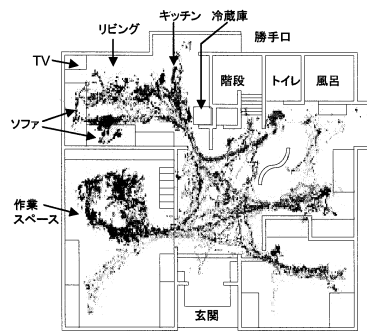 キッチン 冷蔵庫
リビング
勝手口
TV
階段 トイレ 風呂
ソファ
作業
スペース
玄関